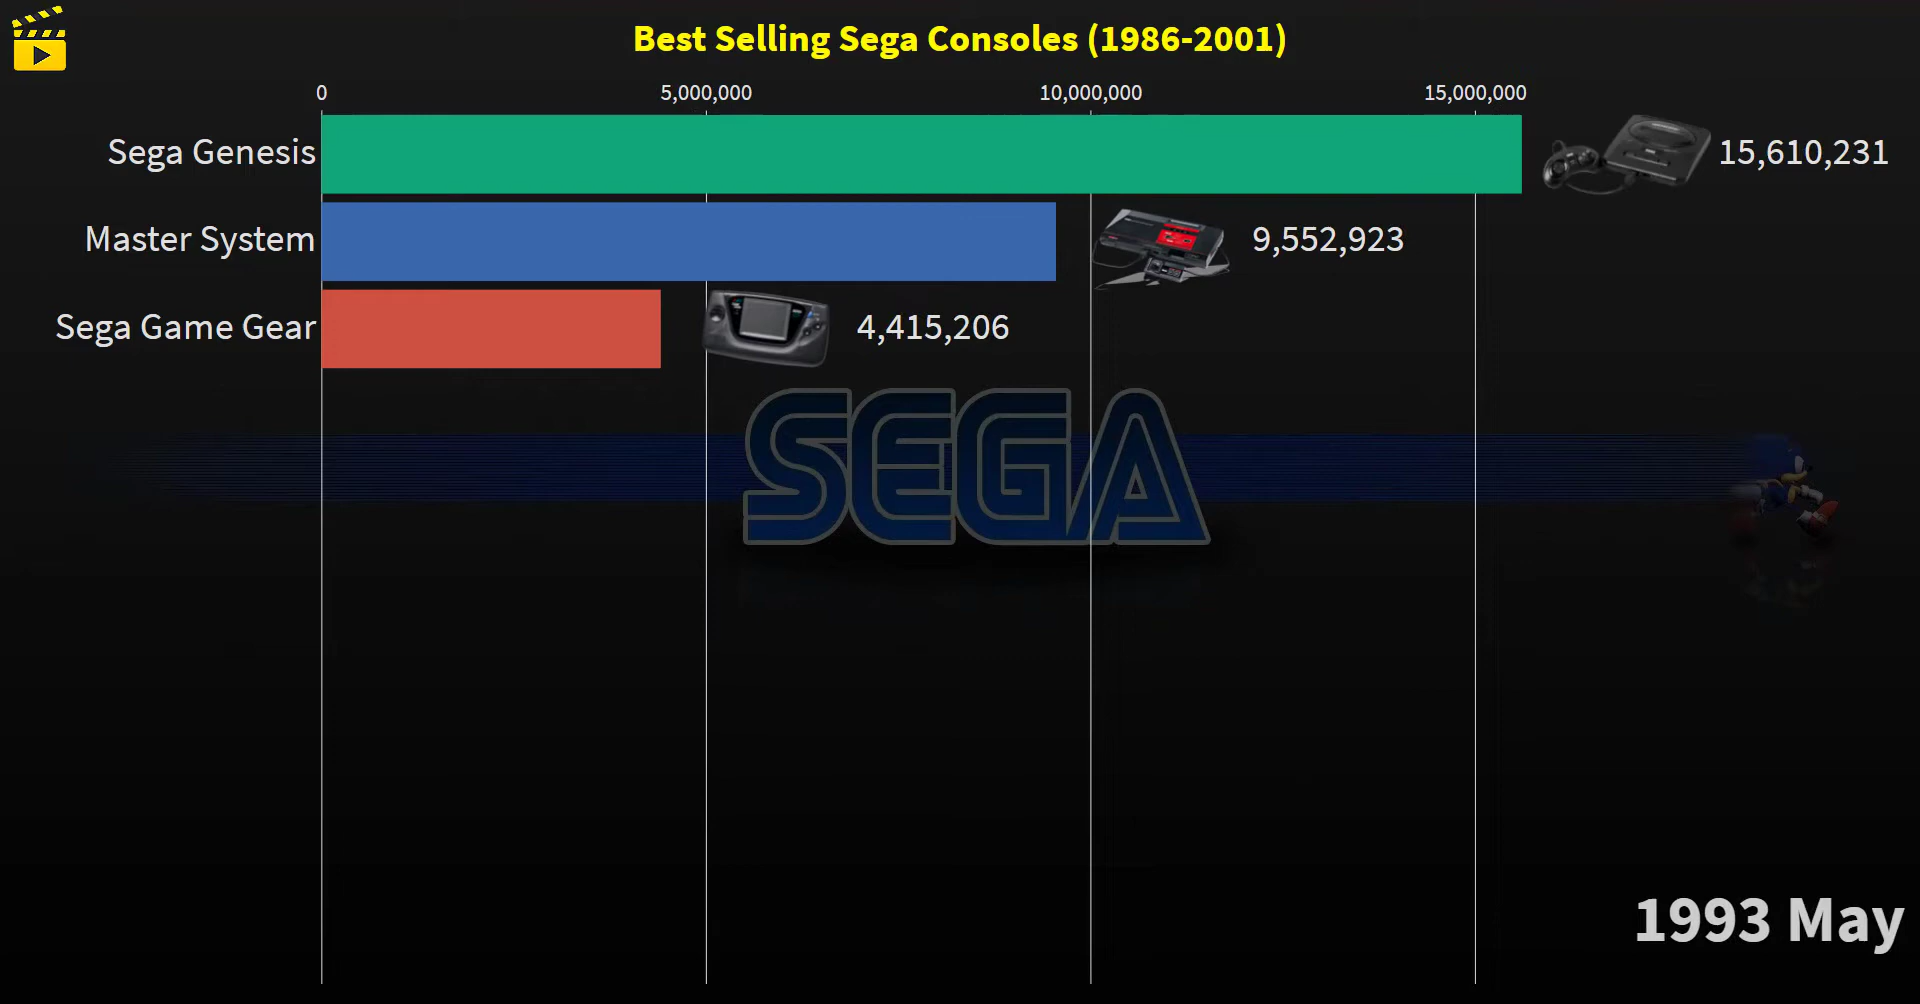 Best Selling Sega Consoles (1986-2001)
0 5,000,000 10,000,000 15,000,000
Sega Genesis 15,610,231
Master System 9,552,923
Sega Game Gear 4,415,206
SEGA
1993 May